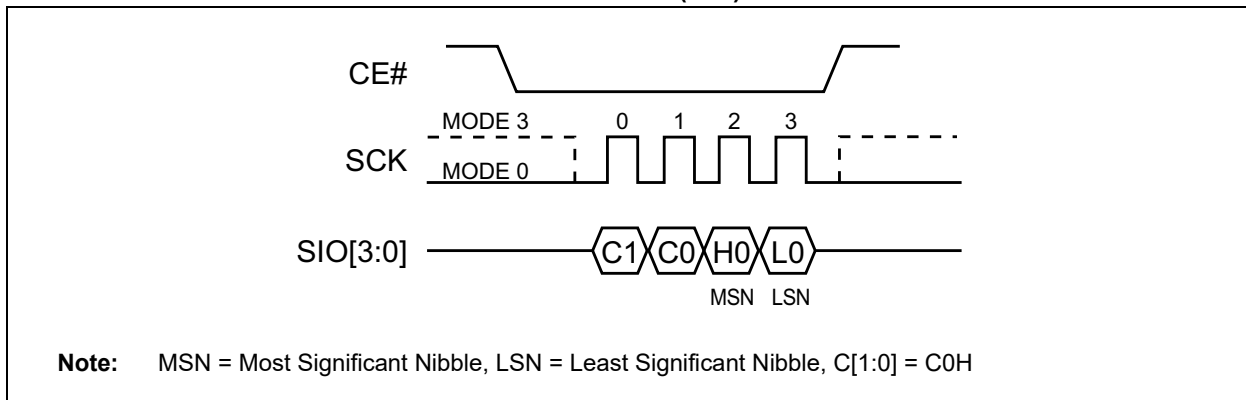 CE#
MODE 3 0 1 2 3
SCK
MODE 0
SIO[3:0] C1 C0 H0 L0
MSN LSN
Note: MSN = Most Significant Nibble, LSN = Least Significant Nibble, C[1:0] = C0H